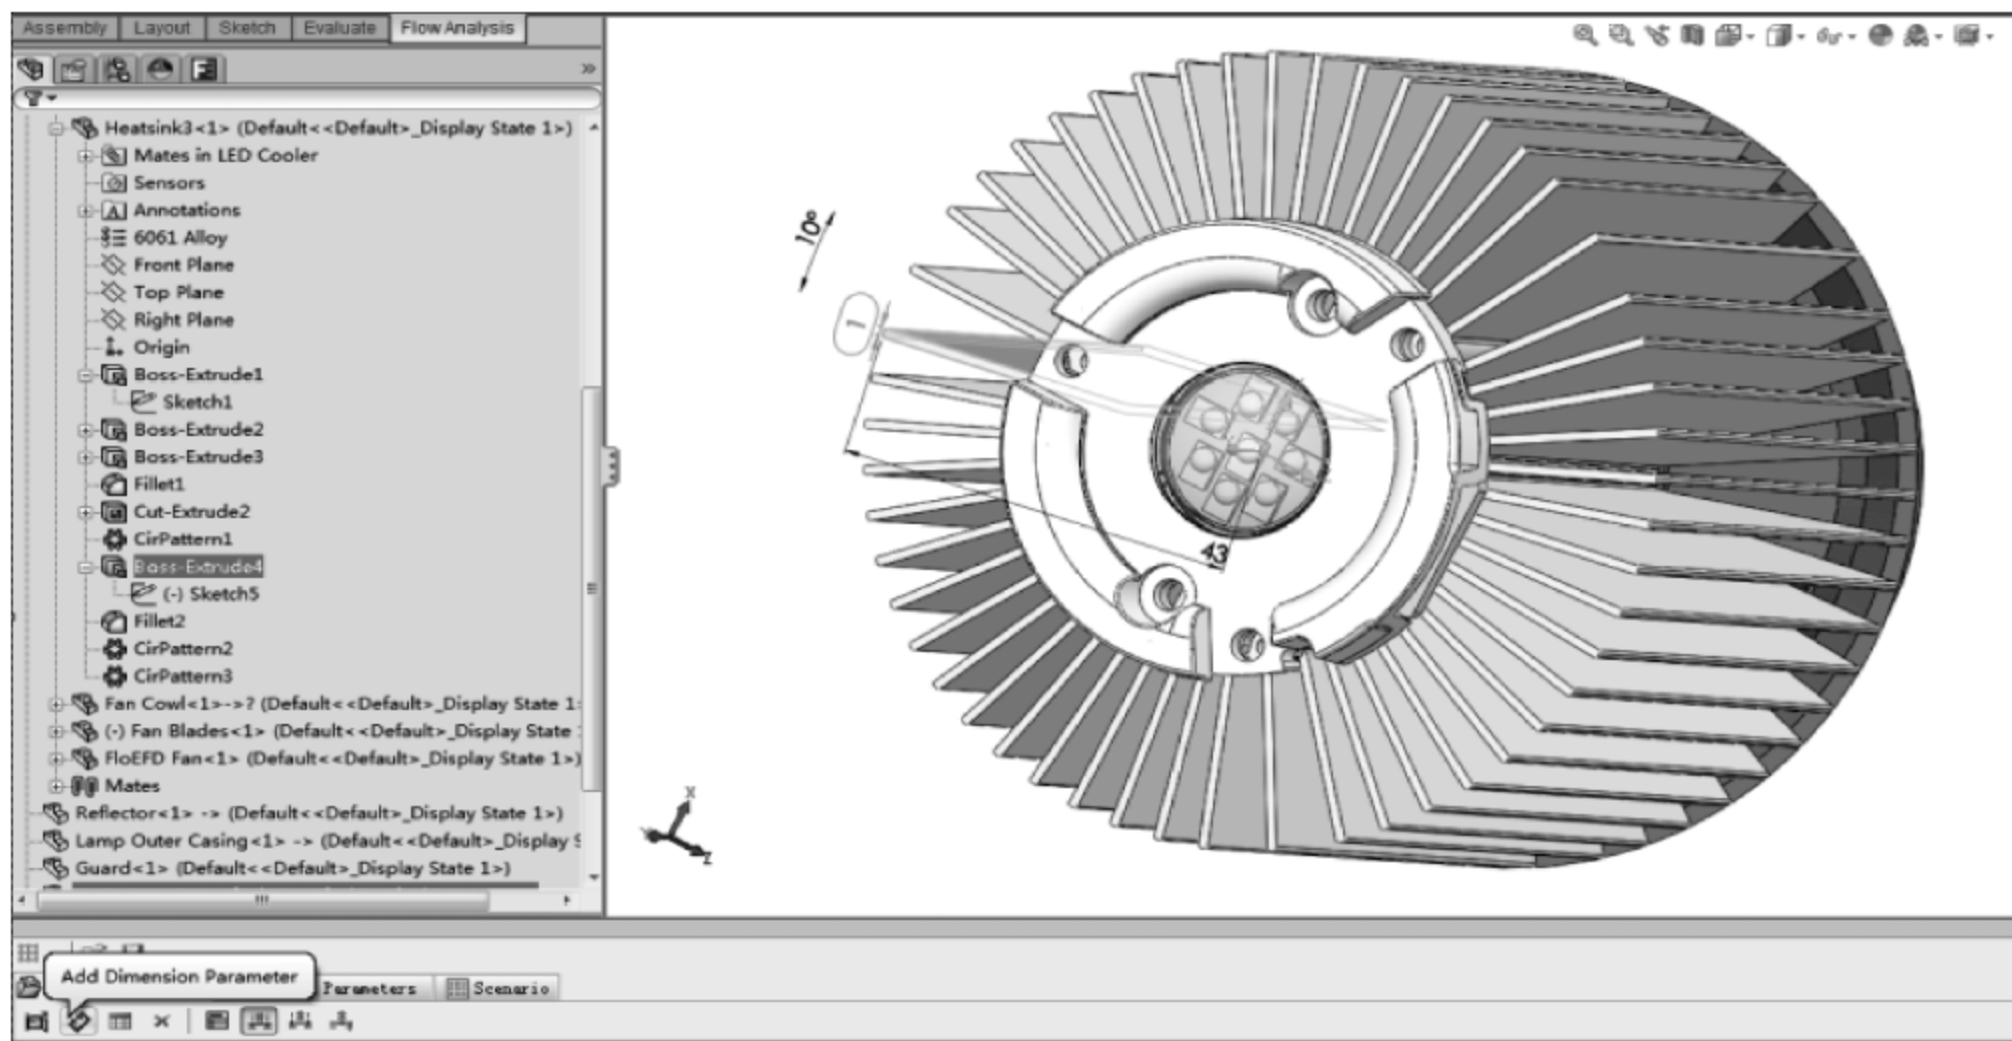 Assembly Layout Sketch Evaluate Flow Analysis
»
Heatsink3<1> (Default<<Default>_Display State 1>)
Mates in LED Cooler
Sensors
A Annotations
6061 Alloy
Front Plane
Top Plane
Right Plane
Origin
Boss-Extrude1
Sketch1
Boss-Extrude2
Boss-Extrude3
Fillet1
Cut-Extrude2
CirPattern1
Boss-Extrude4
(-) Sketch5
Fillet2
CirPattern2
CirPattern3
Fan Cowl<1>->? (Default<<Default>_Display State 1
(-) Fan Blades<1> (Default<<Default>_Display State
FloEFD Fan<1> (Default<<Default>_Display State 1>)
Mates
Reflector<1> -> (Default<<Default>_Display State 1>)
Lamp Outer Casing<1> -> (Default<<Default>_Display S
Guard<1> (Default<<Default>_Display State 1>)
10°
1
43
X
Z
Add Dimension Parameter
Parameters Scenario